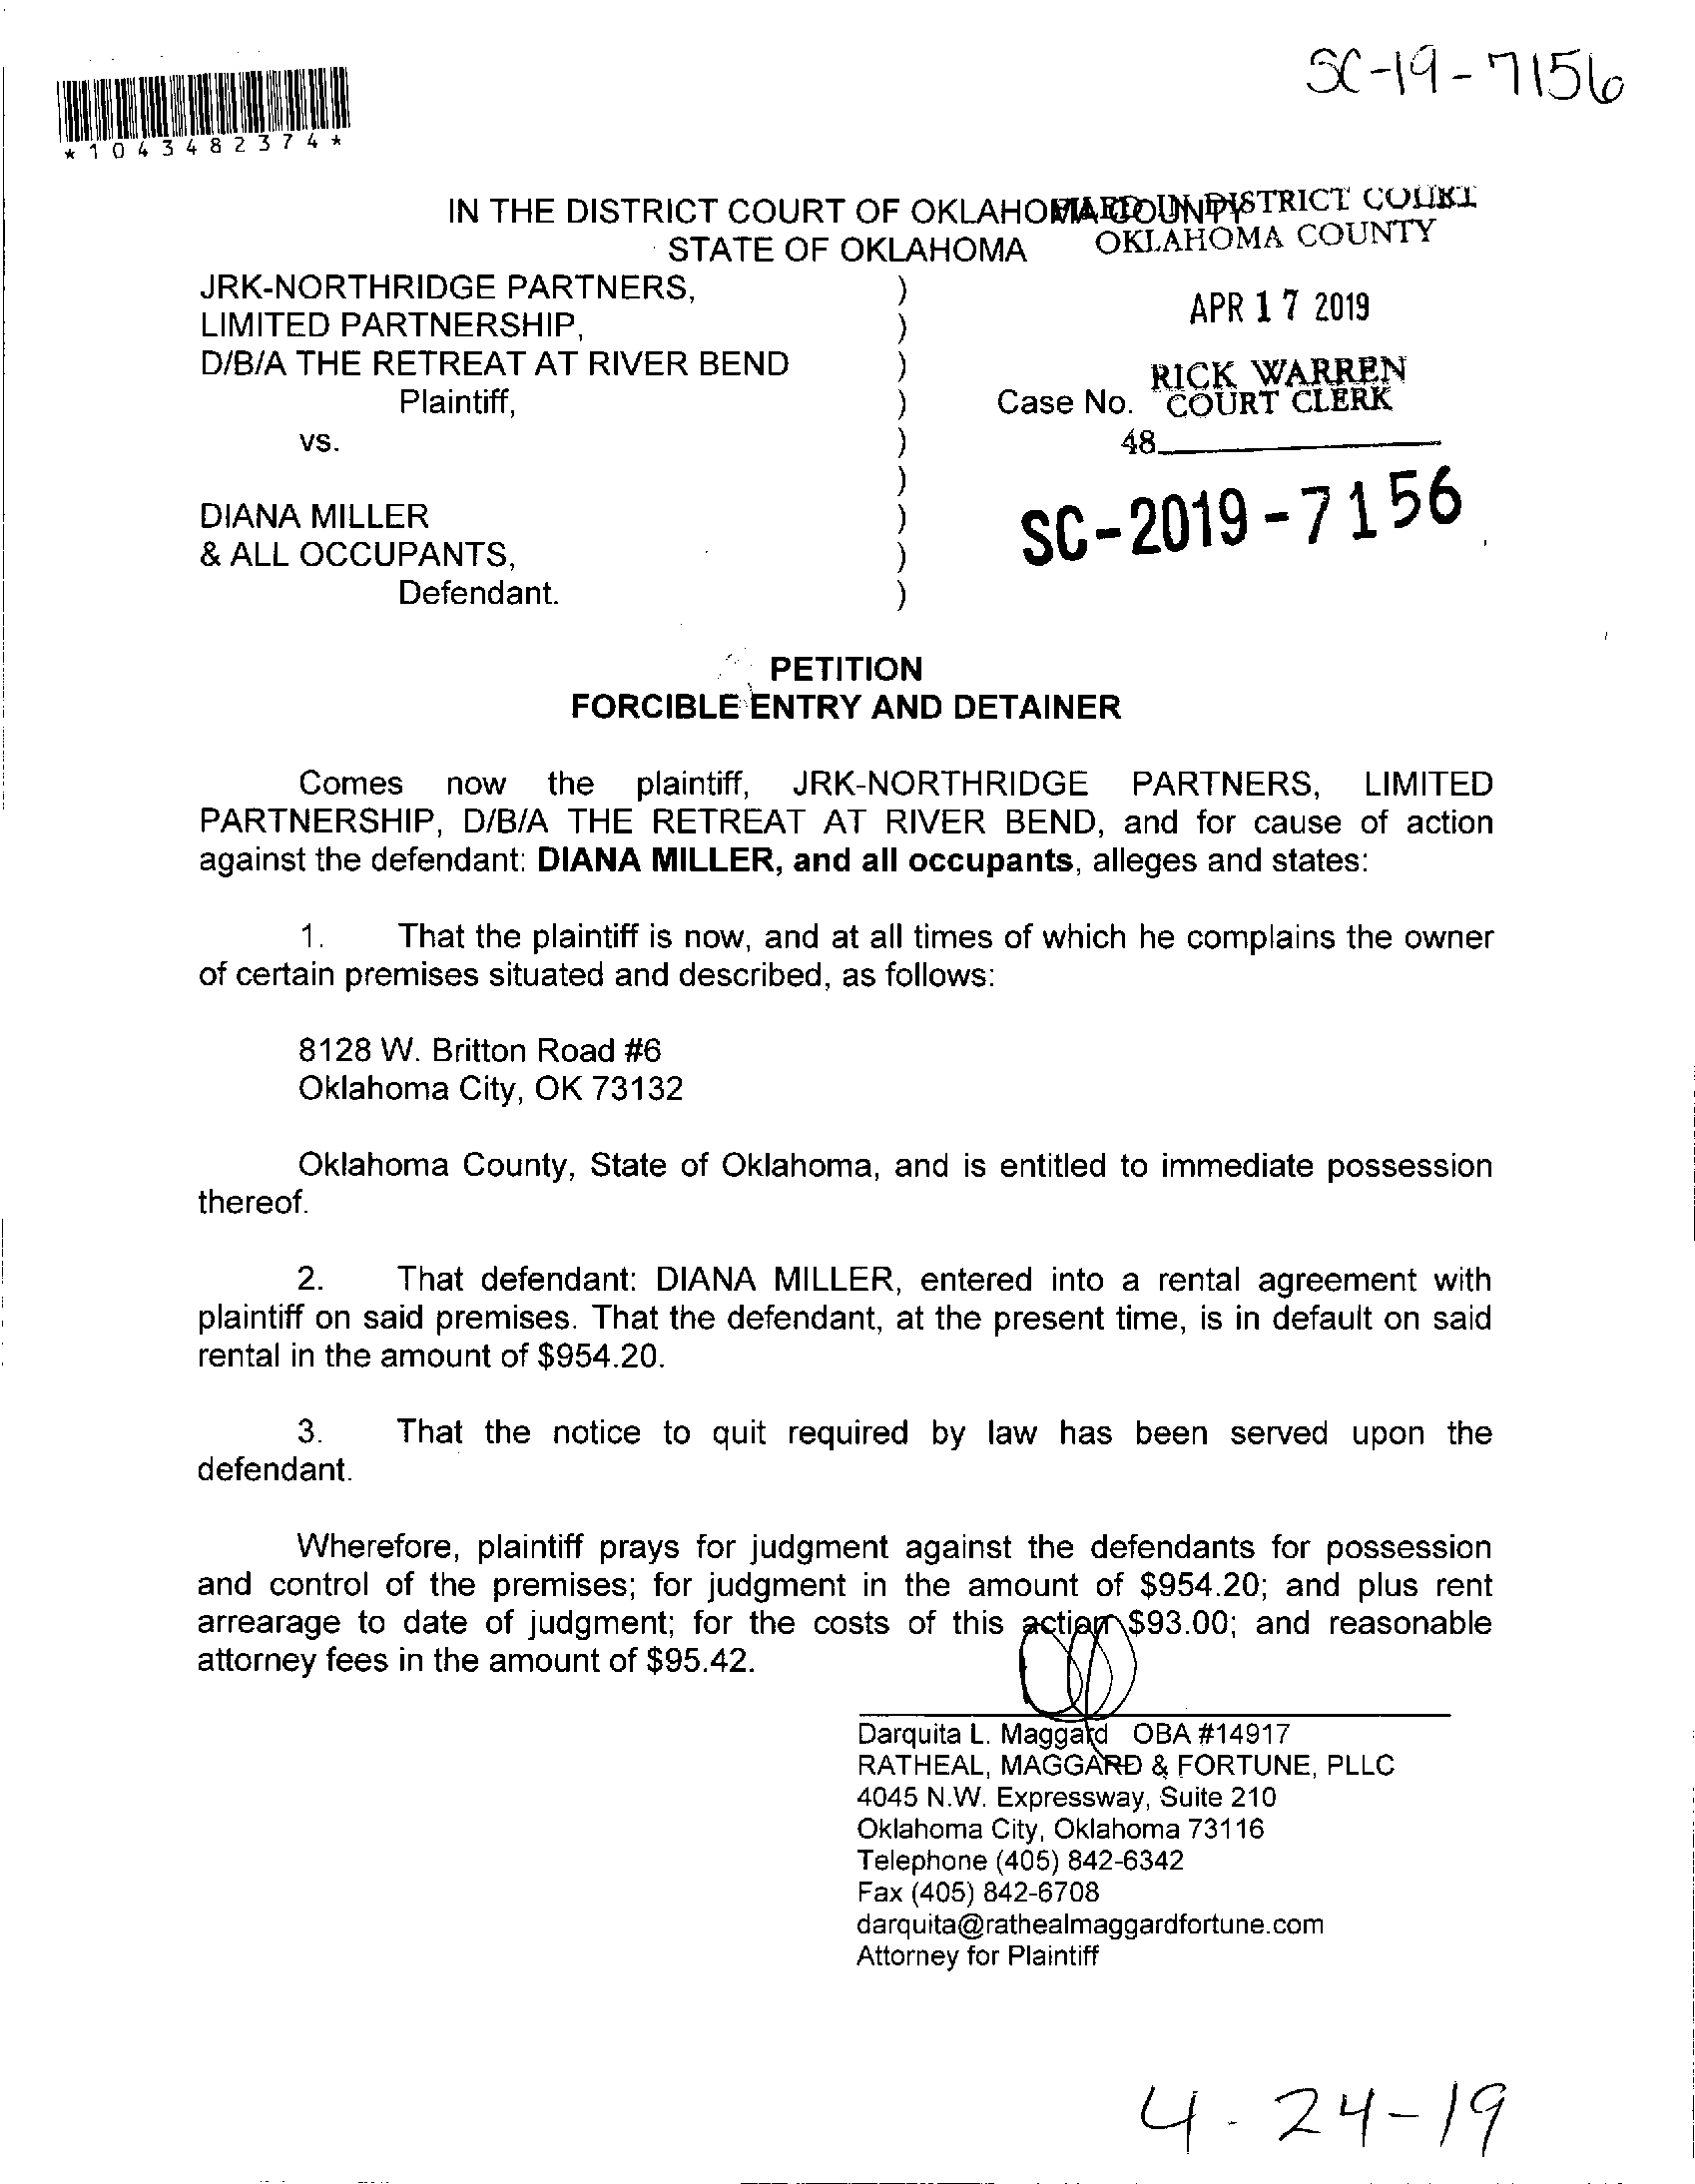 SC-19-7156
*1043482374*
IN THE DISTRICT COURT OF OKLAHOMA COUNTY
FILED IN DISTRICT COURT
STATE OF OKLAHOMA
OKLAHOMA COUNTY
JRK-NORTHRIDGE PARTNERS, )
LIMITED PARTNERSHIP, )
APR 17 2019
D/B/A THE RETREAT AT RIVER BEND )
RICK WARREN
Plaintiff, ) Case No.
COURT CLERK
vs. )
48
)
DIANA MILLER )
SC-2019-7156
& ALL OCCUPANTS, )
Defendant. )
PETITION
FORCIBLE ENTRY AND DETAINER
Comes now the plaintiff, JRK-NORTHRIDGE PARTNERS, LIMITED
PARTNERSHIP, D/B/A THE RETREAT AT RIVER BEND, and for cause of action
against the defendant: DIANA MILLER, and all occupants, alleges and states:
1. That the plaintiff is now, and at all times of which he complains the owner
of certain premises situated and described, as follows:
8128 W. Britton Road #6
Oklahoma City, OK 73132
Oklahoma County, State of Oklahoma, and is entitled to immediate possession
thereof.
2. That defendant: DIANA MILLER, entered into a rental agreement with
plaintiff on said premises. That the defendant, at the present time, is in default on said
rental in the amount of $954.20.
3. That the notice to quit required by law has been served upon the
defendant.
Wherefore, plaintiff prays for judgment against the defendants for possession
and control of the premises; for judgment in the amount of $954.20; and plus rent
arrearage to date of judgment; for the costs of this action $93.00; and reasonable
attorney fees in the amount of $95.42.
Darquita L. Maggard OBA #14917
RATHEAL, MAGGARD & FORTUNE, PLLC
4045 N.W. Expressway, Suite 210
Oklahoma City, Oklahoma 73116
Telephone (405) 842-6342
Fax (405) 842-6708
darquita@rathealmaggardfortune.com
Attorney for Plaintiff
4-24-19